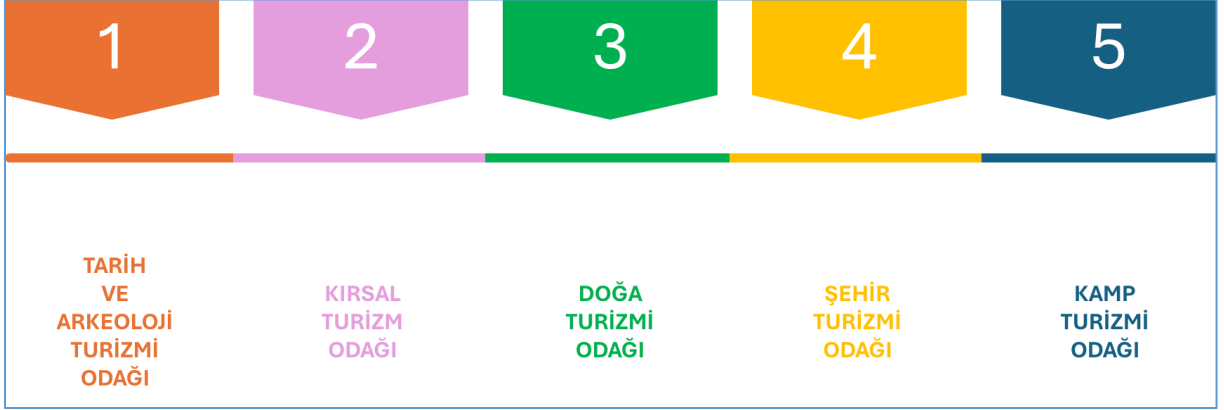 1
2
3
4
5
TARİH
VE
ARKEOLOJİ
TURİZMİ
ODAĞI
KIRSAL
TURİZM
ODAĞI
DOĞA
TURİZMİ
ODAĞI
ŞEHİR
TURİZMİ
ODAĞI
KAMP
TURİZMİ
ODAĞI